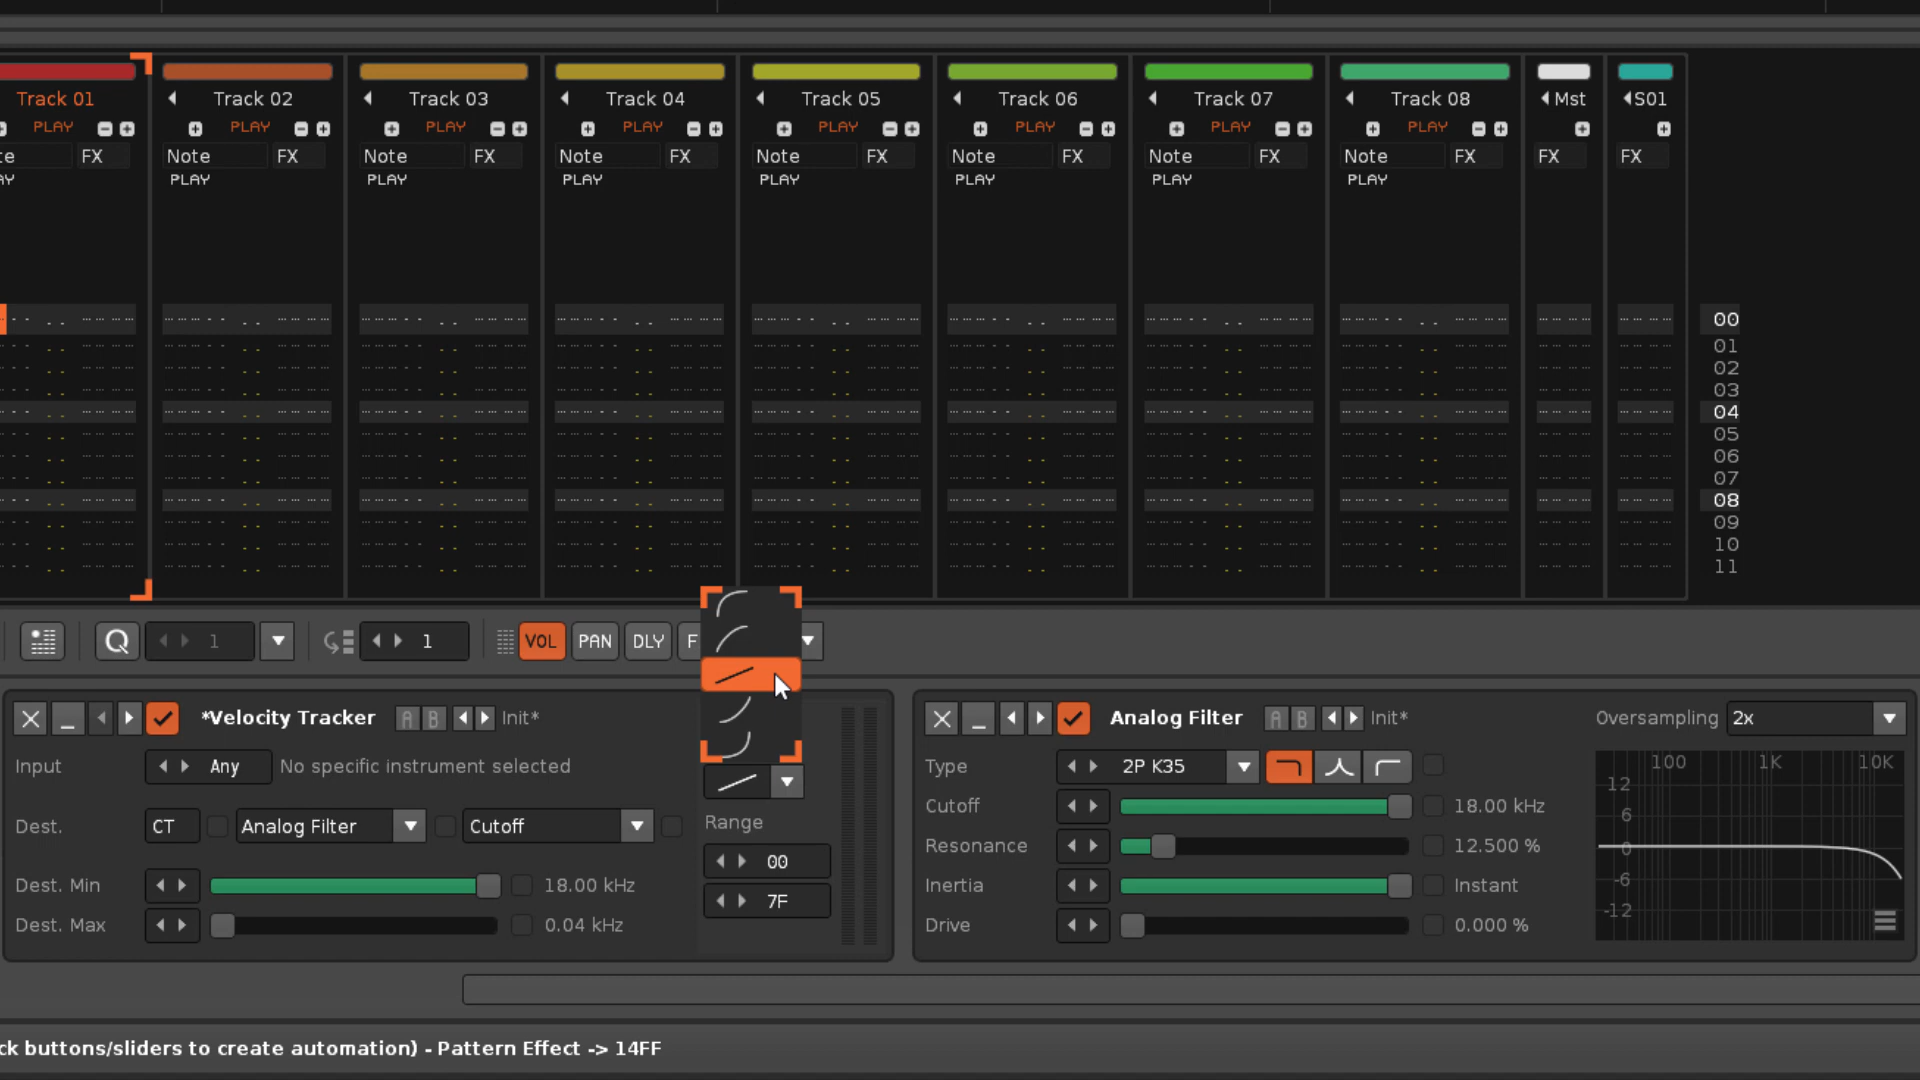 Track 01 Track 02 Track 03 Track 04 Track 05 Track 06 Track 07 Track 08 Mst S01
PLAY PLAY PLAY PLAY PLAY PLAY PLAY PLAY
te FX Note FX Note FX Note FX Note FX Note FX Note FX Note FX FX FX
AY PLAY PLAY PLAY PLAY PLAY PLAY PLAY
00
01
02
03
04
05
06
07
08
09
10
11
Q 1 1 VOL PAN DLY F
*Velocity Tracker A B Init*
Input Any No specific instrument selected
Dest. CT Analog Filter Cutoff
Dest. Min 18.00 kHz
Dest. Max 0.04 kHz
Range
00
7F
Analog Filter A B Init* Oversampling 2x
Type 2P K35
Cutoff 18.00 kHz
Resonance 12.500 %
Inertia Instant
Drive 0.000 %
100 1K 10K
12
6
0
-6
-12
ck buttons/sliders to create automation) - Pattern Effect -> 14FF